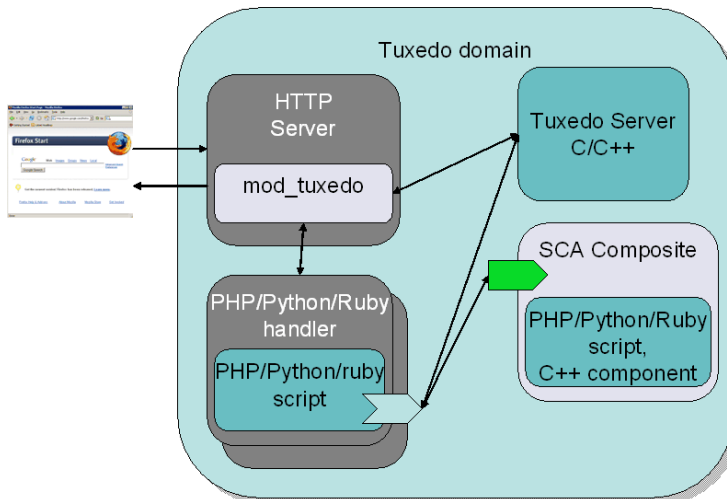 Tuxedo domain
HTTP
Server
mod_tuxedo
Tuxedo Server
C/C++
Firefox Start
Google
SCA Composite
PHP/Python/Ruby
handler
PHP/Python/ruby
script
PHP/Python/Ruby
script,
C++ component